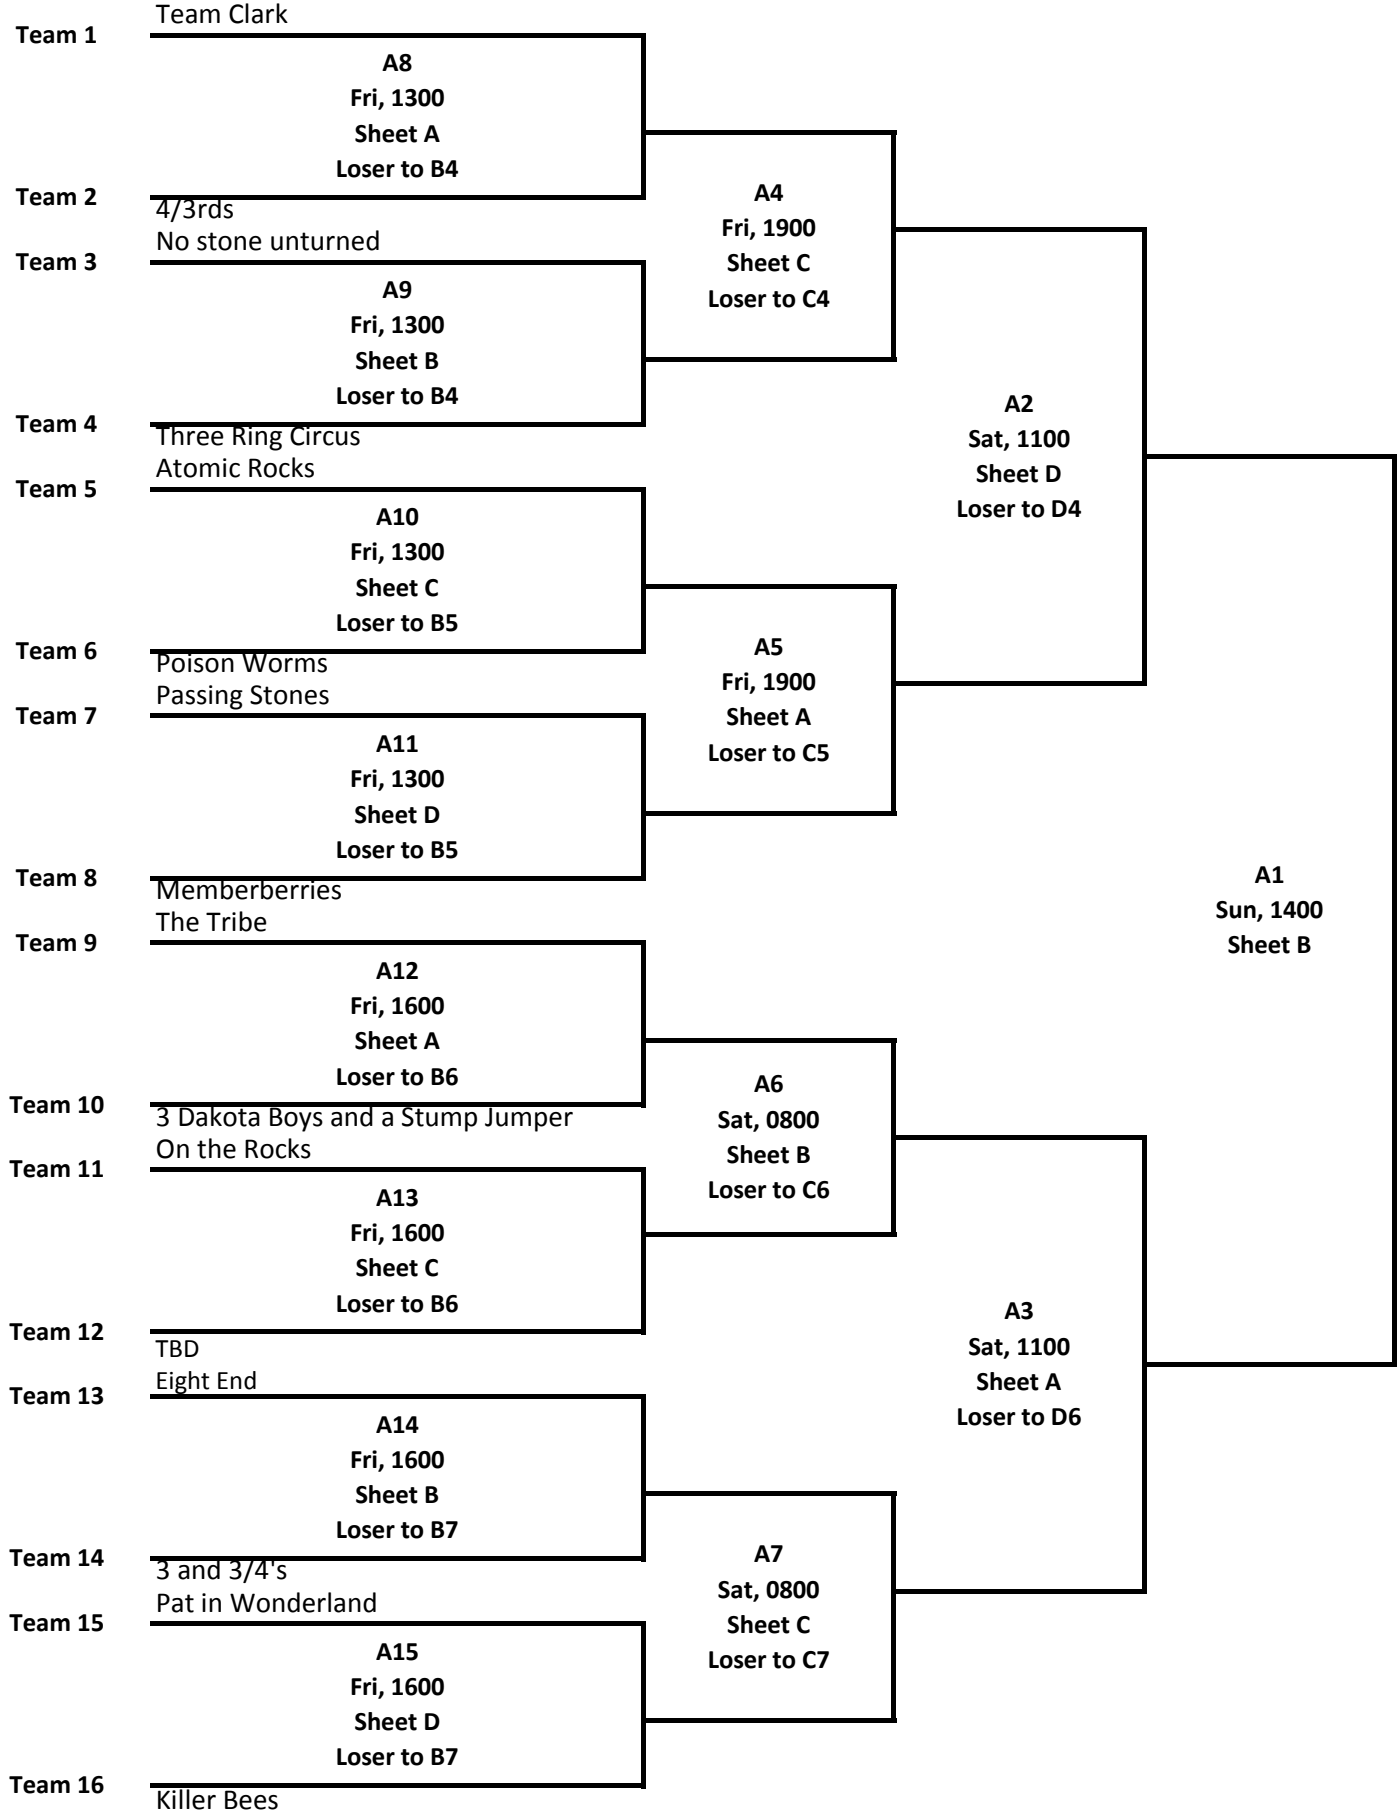 Team Clark
Team 1
A8
Fri, 1300
Sheet A
Loser to B4
Team 2
4/3rds
No stone unturned
Team 3
A9
Fri, 1300
Sheet B
Loser to B4
Team 4
Three Ring Circus
Atomic Rocks
Team 5
A10
Fri, 1300
Sheet C
Loser to B5
Team 6
Poison Worms
Passing Stones
Team 7
A11
Fri, 1300
Sheet D
Loser to B5
Team 8
Memberberries
The Tribe
Team 9
A12
Fri, 1600
Sheet A
Loser to B6
Team 10
3 Dakota Boys and a Stump Jumper
On the Rocks
Team 11
A13
Fri, 1600
Sheet C
Loser to B6
Team 12
TBD
Eight End
Team 13
A14
Fri, 1600
Sheet B
Loser to B7
Team 14
3 and 3/4's
Pat in Wonderland
Team 15
A15
Fri, 1600
Sheet D
Loser to B7
Team 16
Killer Bees
A4
Fri, 1900
Sheet C
Loser to C4
A5
Fri, 1900
Sheet A
Loser to C5
A6
Sat, 0800
Sheet B
Loser to C6
A7
Sat, 0800
Sheet C
Loser to C7
A2
Sat, 1100
Sheet D
Loser to D4
A3
Sat, 1100
Sheet A
Loser to D6
A1
Sun, 1400
Sheet B